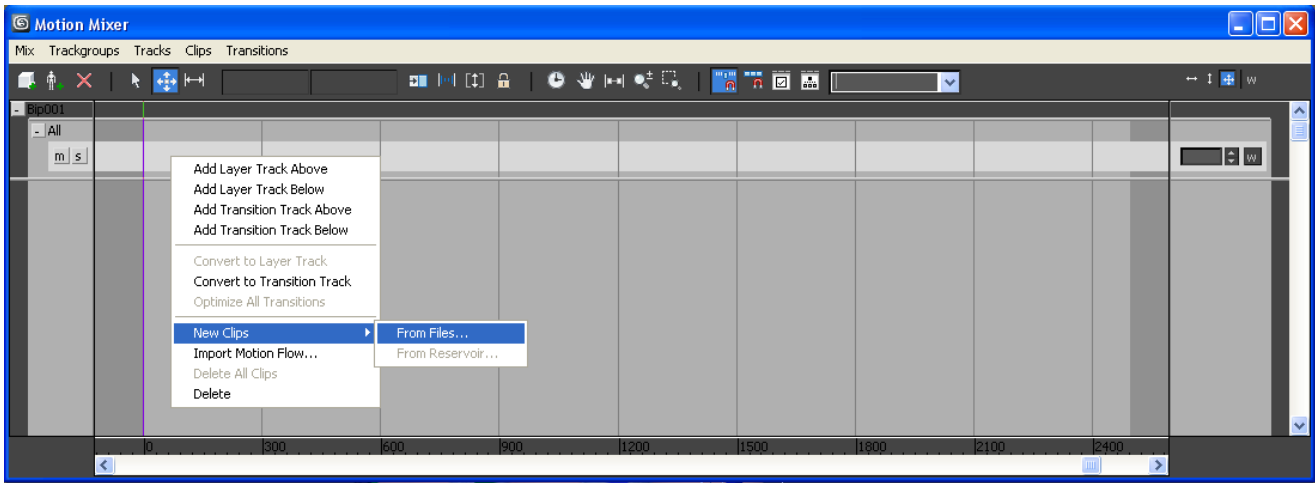 Motion Mixer
Mix Trackgroups Tracks Clips Transitions
w
Bip001
All
m s
w
Add Layer Track Above
Add Layer Track Below
Add Transition Track Above
Add Transition Track Below
Convert to Layer Track
Convert to Transition Track
Optimize All Transitions
New Clips
From Files...
Import Motion Flow...
From Reservoir...
Delete All Clips
Delete
0 300 600 900 1200 1500 1800 2100 2400